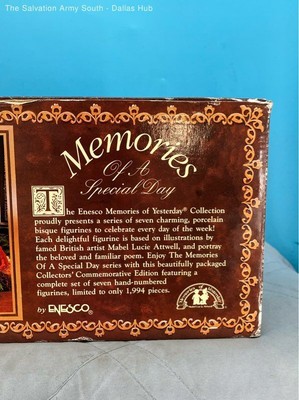 The Salvation Army South - Dallas Hub
Memories
Of A
Special Day
The Enesco Memories of Yesterday® Collection
proudly presents a series of seven charming, porcelain
bisque figurines to celebrate every day of the week!
Each delightful figurine is based on illustrations by
famed British artist Mabel Lucie Attwell, and portray
the beloved and familiar poem. Enjoy The Memories
Of A Special Day series with this beautifully packaged
Collectors' Commemorative Edition featuring a
complete set of seven hand-numbered
figurines, limited to only 1,994 pieces.
by ENESCO®